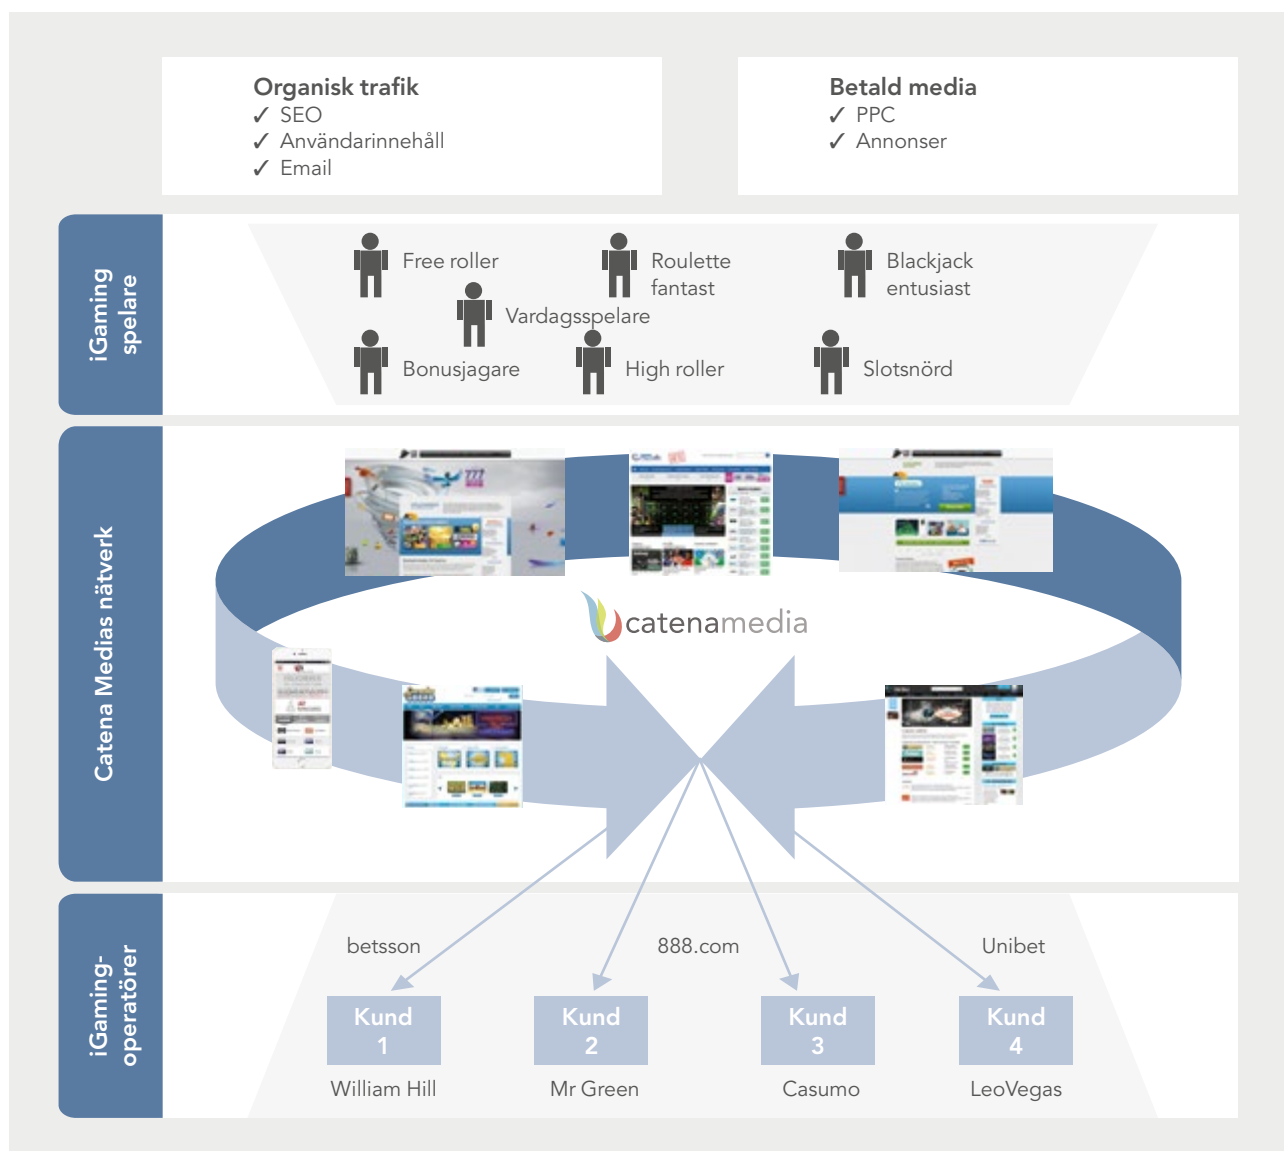 Organisk trafik
✓ SEO
✓ Användarinnehåll
✓ Email
Betald media
✓ PPC
✓ Annonser
iGaming
spelare
Free roller
Roulette
fantast
Blackjack
entusiast
Vardagsspelare
Bonusjagare
High roller
Slotsnörd
Catena Medias nätverk
777
catenamedia
iGaming-
operatörer
betsson
888.com
Unibet
Kund
1
Kund
2
Kund
3
Kund
4
William Hill
Mr Green
Casumo
LeoVegas